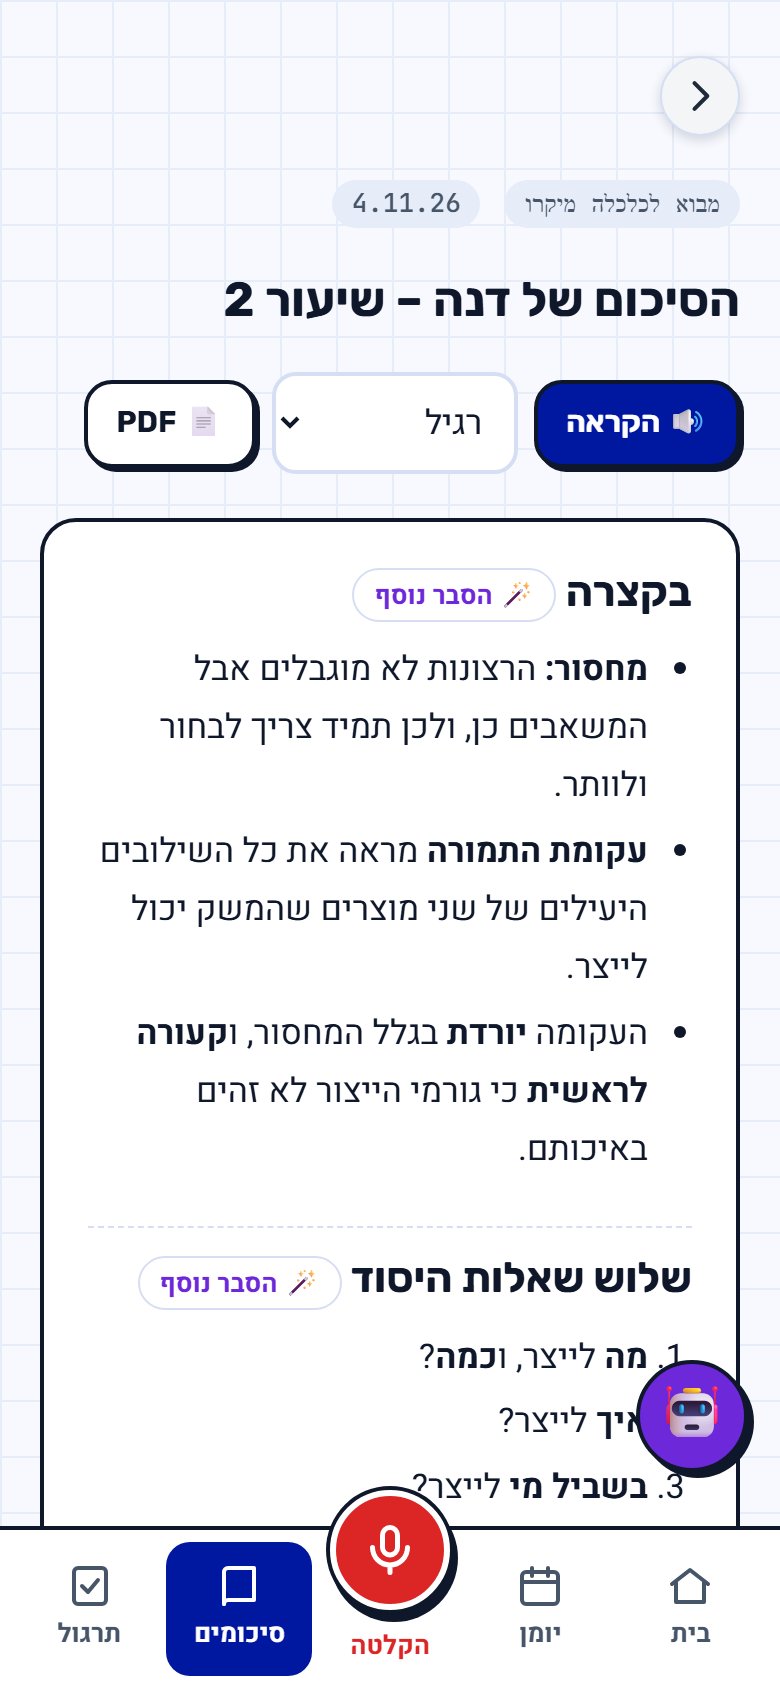 מבוא לכלכלה מיקרו
4.11.26
הסיכום של דנה – שיעור 2
הקראה
רגיל
PDF
בקצרה
הסבר נוסף
• מחסור: הרצונות לא מוגבלים אבל
המשאבים כן, ולכן תמיד צריך לבחור
ולוותר.
• עקומת התמורה מראה את כל השילובים
היעילים של שני מוצרים שהמשק יכול
לייצר.
• העקומה יורדת בגלל המחסור, וקעורה
לראשית כי גורמי הייצור לא זהים
באיכותם.
שלוש שאלות היסוד
הסבר נוסף
1. מה לייצר, וכמה?
איך לייצר?
3. בשביל מי לייצר?
בית
יומן
הקלטה
סיכומים
תרגול